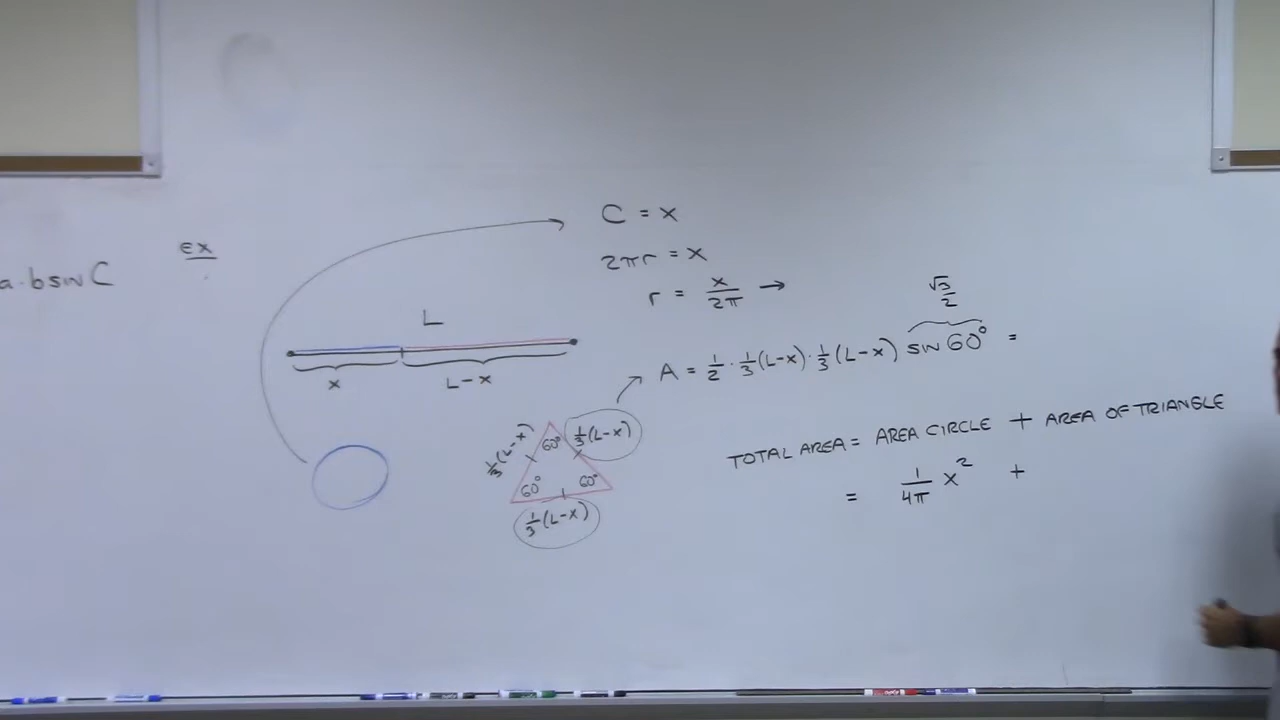 a·b sin C
ex
C = x
2πr = x
r = x/2π →
L
x
L-x
√3/2
A = 1/2 · 1/3(L-x) · 1/3(L-x) sin 60° =
1/3(L-x)
60°
1/3(L-x)
60°
60°
1/3(L-x)
TOTAL AREA = AREA CIRCLE + AREA OF TRIANGLE
= 1/4π x² +